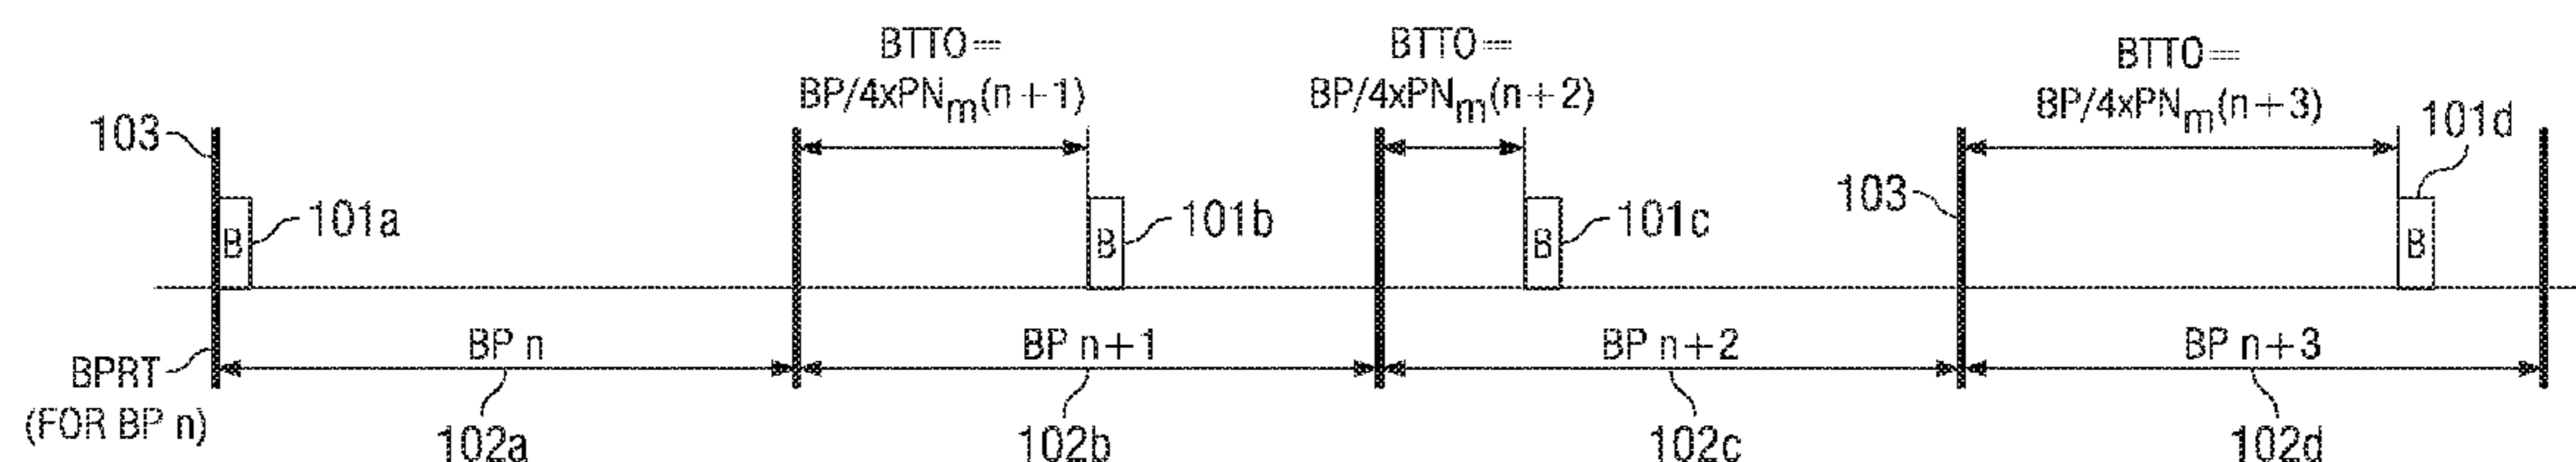 BTTO=
BP/4xPNm(n+1)
BTTO=
BP/4xPNm(n+2)
BTTO=
BP/4xPNm(n+3)
103
101a
101b
101c
103
101d
B
B
B
B
BPRT
(FOR BP n)
BP n
BP n+1
BP n+2
BP n+3
102a
102b
102c
102d